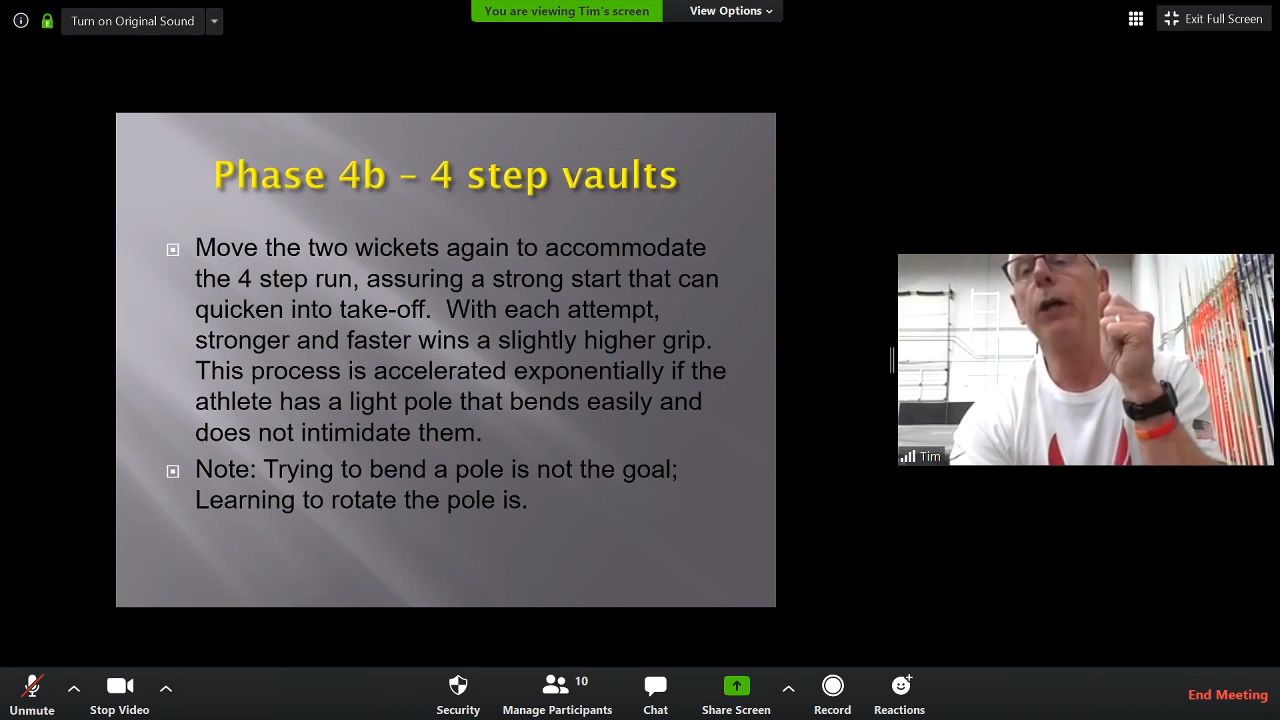 Turn on Original Sound
You are viewing Tim's screen
View Options
Exit Full Screen
Phase 4b – 4 step vaults
Move the two wickets again to accommodate
the 4 step run, assuring a strong start that can
quicken into take-off.  With each attempt,
stronger and faster wins a slightly higher grip.
This process is accelerated exponentially if the
athlete has a light pole that bends easily and
does not intimidate them.
Note: Trying to bend a pole is not the goal;
Learning to rotate the pole is.
Tim
Unmute
Stop Video
Security
10
Manage Participants
Chat
Share Screen
Record
Reactions
End Meeting